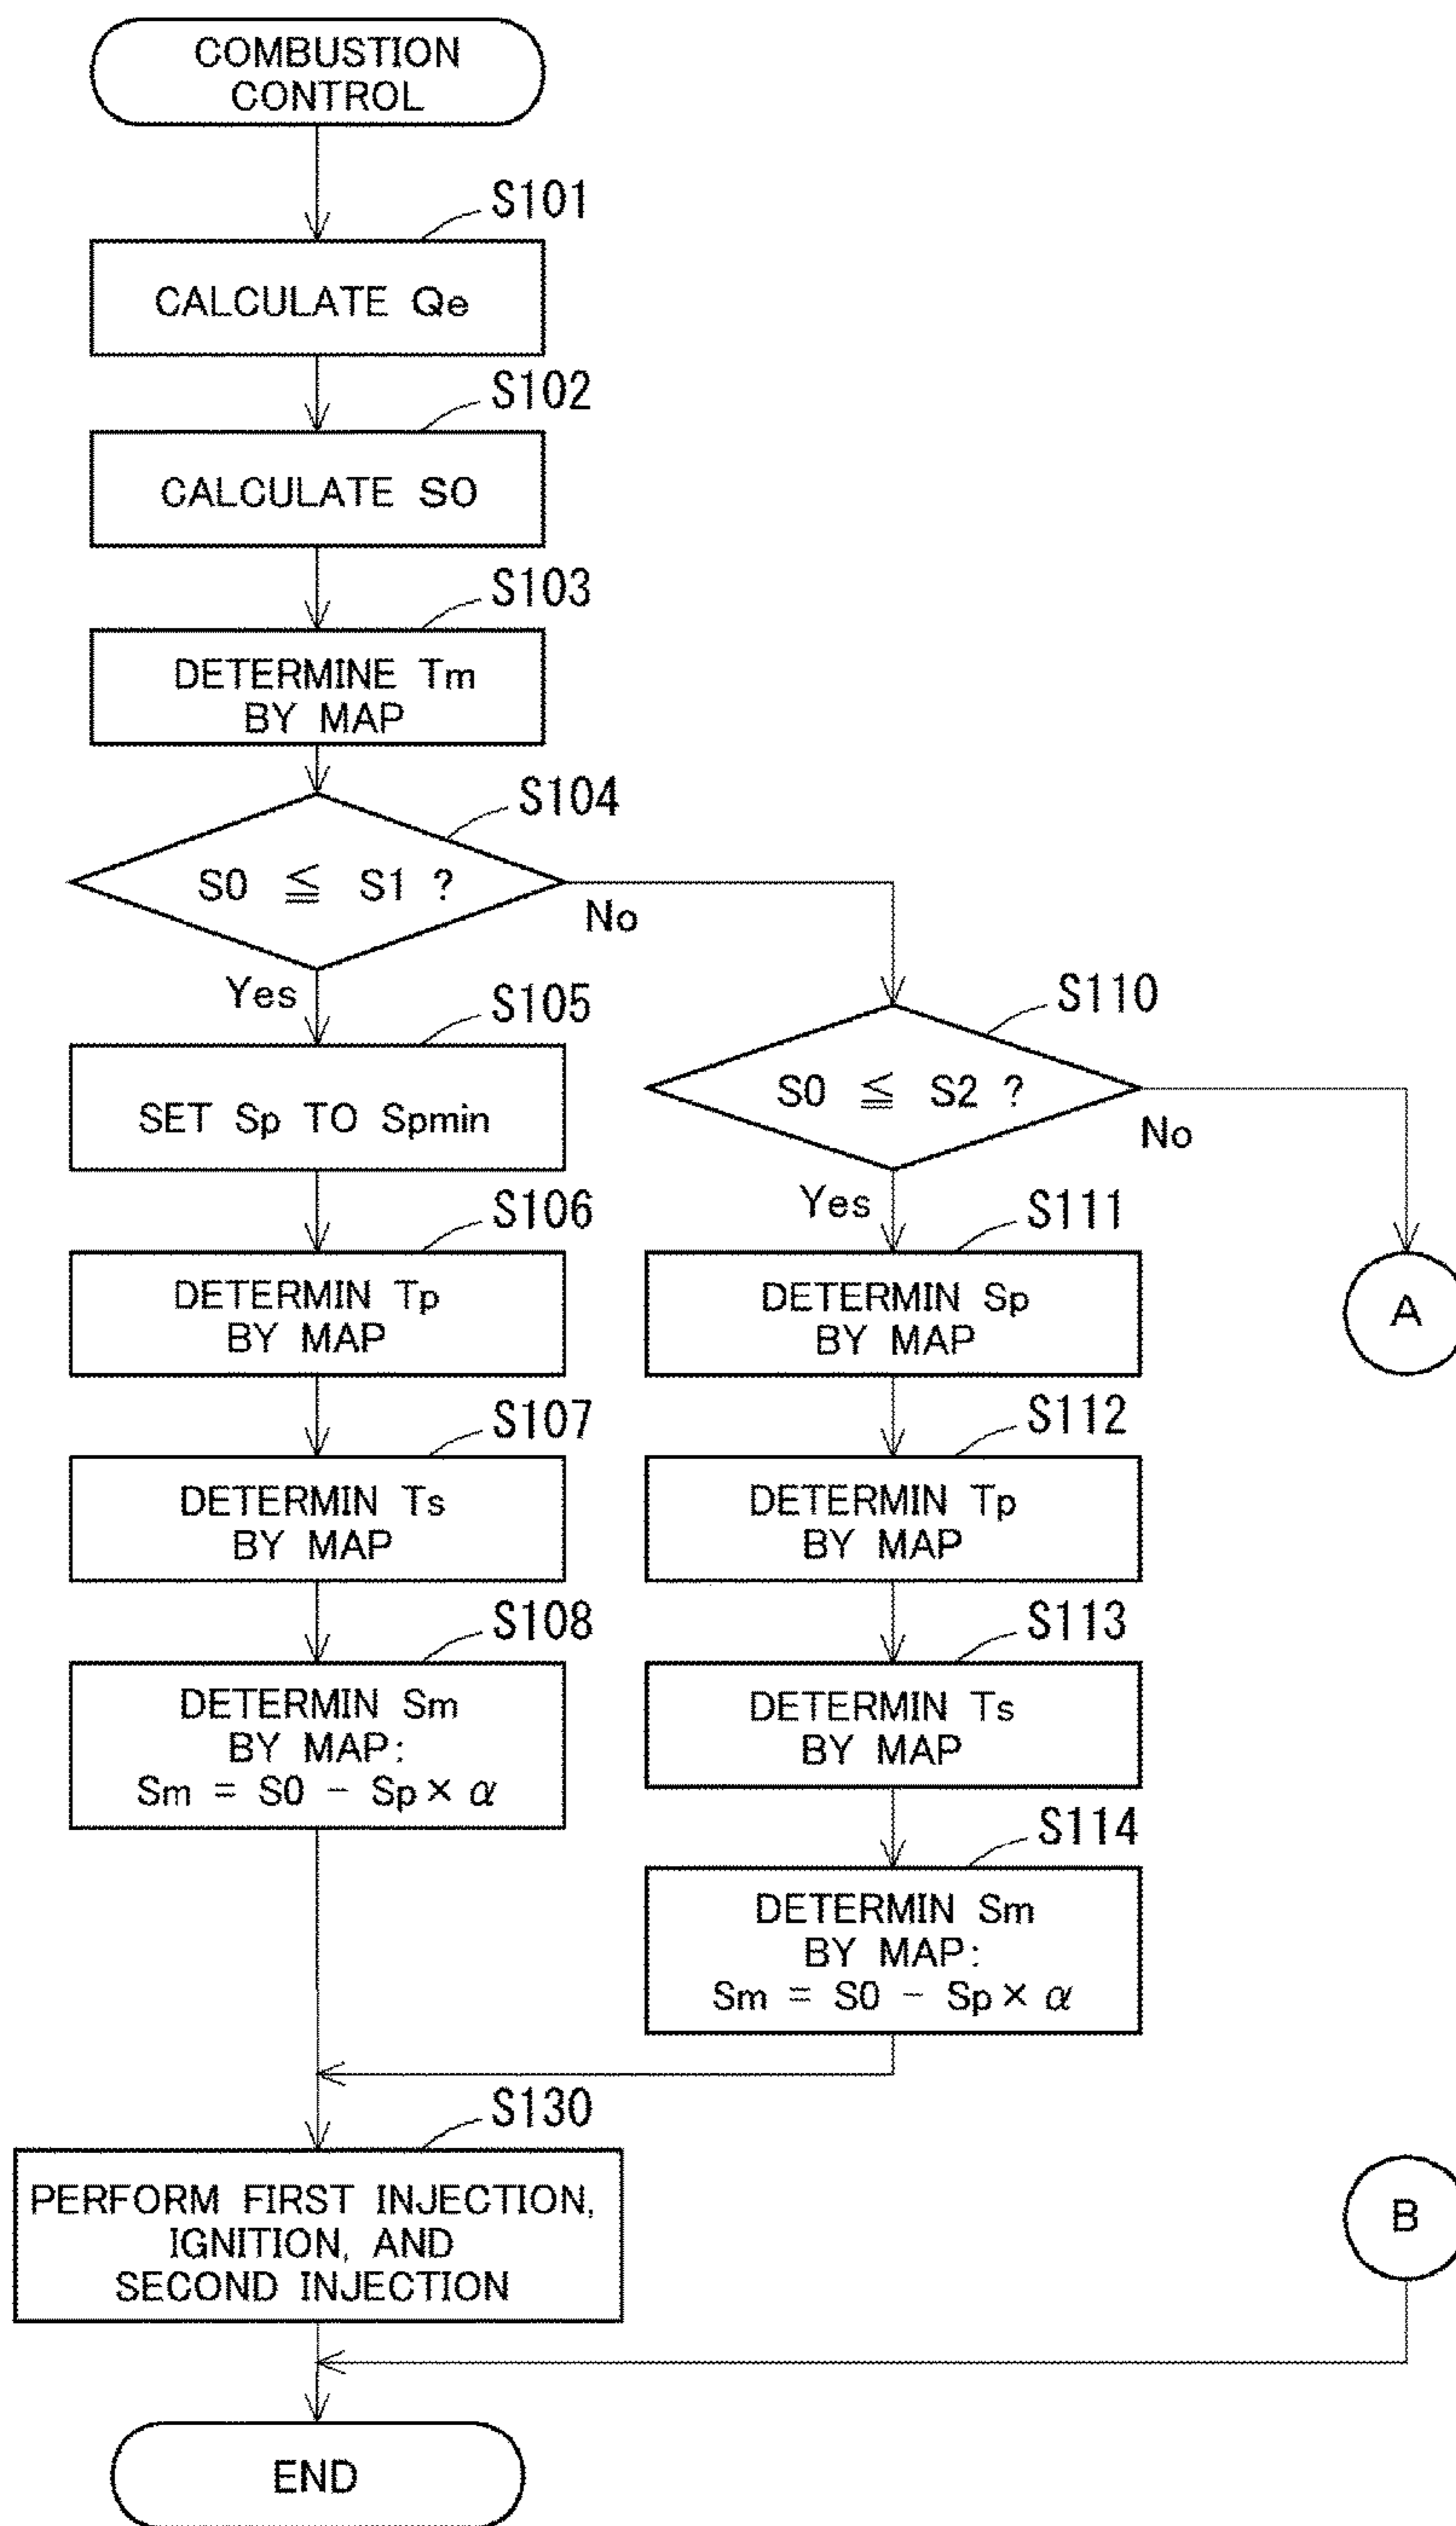 COMBUSTION
CONTROL
S101
CALCULATE Qe
S102
CALCULATE S0
S103
DETERMINE Tm
BY MAP
S104
S0 ≦ S1 ?
No
Yes
S105
SET Sp TO Spmin
S110
S0 ≦ S2 ?
No
Yes
S106
DETERMIN Tp
BY MAP
S111
DETERMIN Sp
BY MAP
A
S107
DETERMIN Ts
BY MAP
S112
DETERMIN Tp
BY MAP
S108
DETERMIN Sm
BY MAP:
Sm = S0 − Sp × α
S113
DETERMIN Ts
BY MAP
S114
DETERMIN Sm
BY MAP:
Sm = S0 − Sp × α
S130
PERFORM FIRST INJECTION,
IGNITION, AND
SECOND INJECTION
B
END